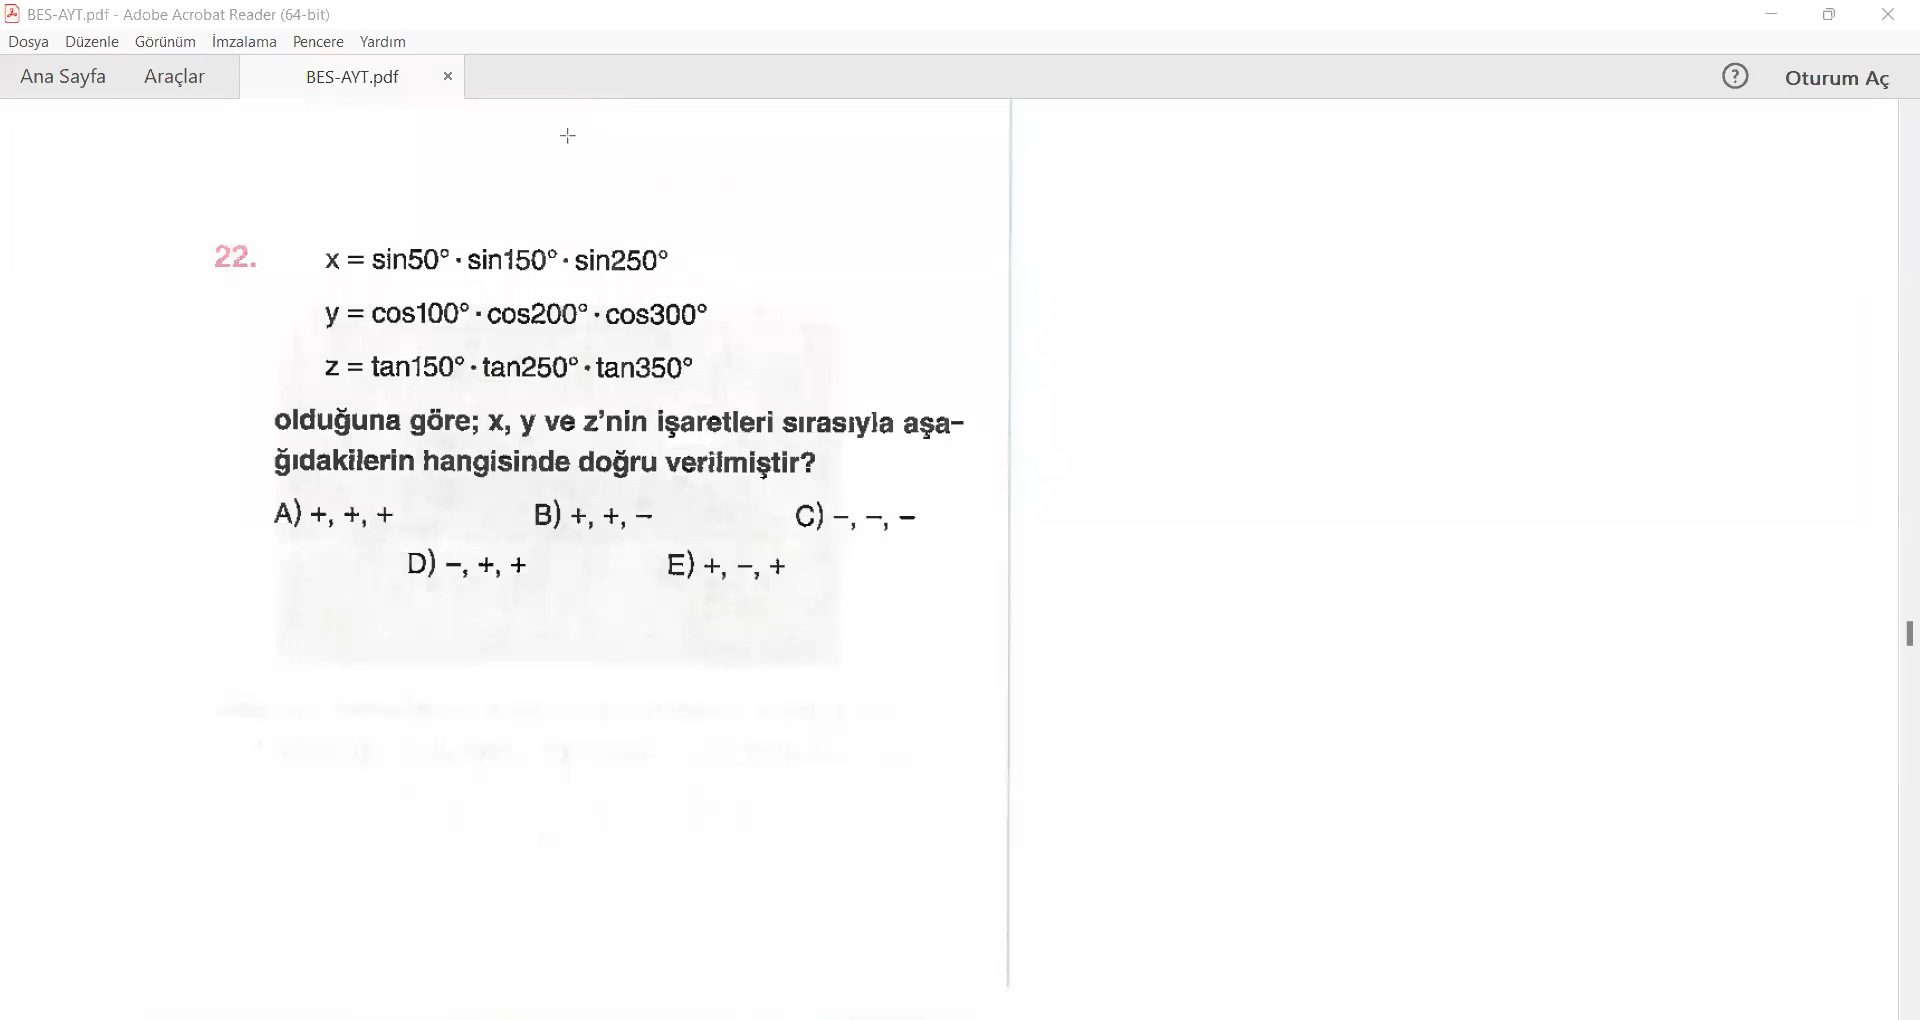 BES-AYT.pdf - Adobe Acrobat Reader (64-bit)
Dosya Düzenle Görünüm İmzalama Pencere Yardım
Ana Sayfa Araçlar BES-AYT.pdf × ? Oturum Aç
22. x = sin50° · sin150° · sin250°
y = cos100° · cos200° · cos300°
z = tan150° · tan250° · tan350°
olduğuna göre; x, y ve z’nin işaretleri sırasıyla aşa-
ğıdakilerin hangisinde doğru verilmiştir?
A) +, +, + B) +, +, − C) −, −, −
D) −, +, + E) +, −, +